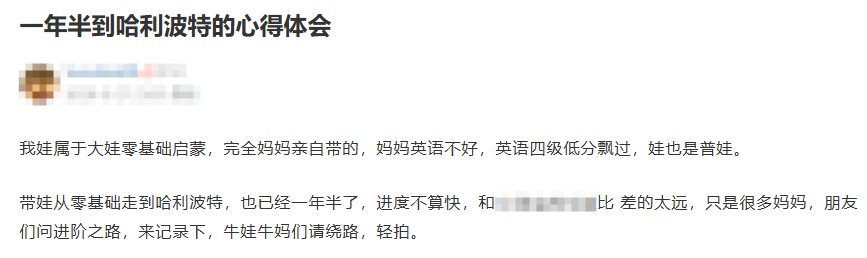 一年半到哈利波特的心得体会
我娃属于大娃零基础启蒙，完全妈妈亲自带的，妈妈英语不好，英语四级低分飘过，娃也是普娃。
带娃从零基础走到哈利波特，也已经一年半了，进度不算快，和比 差的太远，只是很多妈妈，朋友
们问进阶之路，来记录下，牛娃牛妈们请绕路，轻拍。